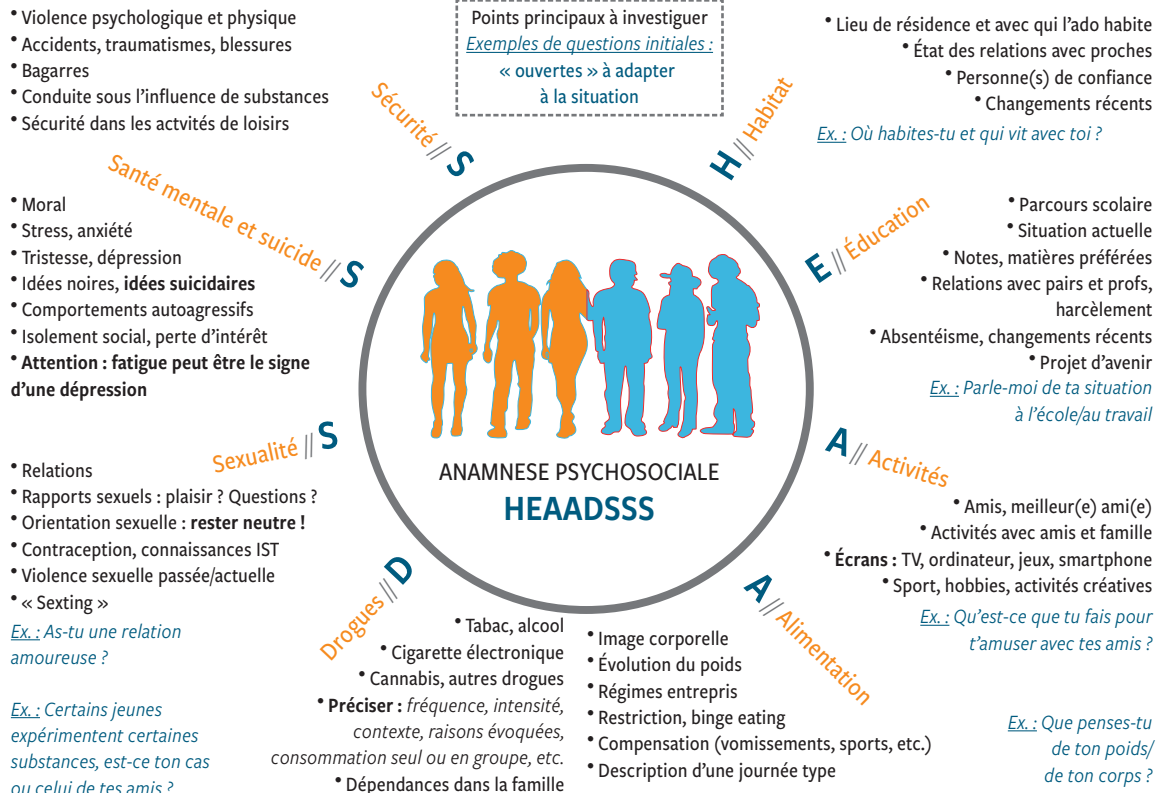 Points principaux à investiguer
Exemples de questions initiales :
« ouvertes » à adapter
à la situation
H // Habitat
• Lieu de résidence et avec qui l’ado habite
• État des relations avec proches
• Personne(s) de confiance
• Changements récents
Ex. : Où habites-tu et qui vit avec toi ?
E // Éducation
• Parcours scolaire
• Situation actuelle
• Notes, matières préférées
• Relations avec pairs et profs,
harcèlement
• Absentéisme, changements récents
• Projet d’avenir
Ex. : Parle-moi de ta situation
à l’école/au travail
A // Activités
• Amis, meilleur(e) ami(e)
• Activités avec amis et famille
• Écrans : TV, ordinateur, jeux, smartphone
• Sport, hobbies, activités créatives
Ex. : Qu’est-ce que tu fais pour
t’amuser avec tes amis ?
A // Alimentation
• Image corporelle
• Évolution du poids
• Régimes entrepris
• Restriction, binge eating
• Compensation (vomissements, sports, etc.)
• Description d’une journée type
Ex. : Que penses-tu
de ton poids/
de ton corps ?
Drogues // D
• Tabac, alcool
• Cigarette électronique
• Cannabis, autres drogues
• Préciser : fréquence, intensité,
contexte, raisons évoquées,
consommation seul ou en groupe, etc.
• Dépendances dans la famille
Ex. : Certains jeunes
expérimentent certaines
substances, est-ce ton cas
ou celui de tes amis ?
Sexualité // S
• Relations
• Rapports sexuels : plaisir ? Questions ?
• Orientation sexuelle : rester neutre !
• Contraception, connaissances IST
• Violence sexuelle passée/actuelle
• « Sexting »
Ex. : As-tu une relation
amoureuse ?
Santé mentale et suicide // S
• Moral
• Stress, anxiété
• Tristesse, dépression
• Idées noires, idées suicidaires
• Comportements autoagressifs
• Isolement social, perte d’intérêt
• Attention : fatigue peut être le signe
d’une dépression
Sécurité // S
• Violence psychologique et physique
• Accidents, traumatismes, blessures
• Bagarres
• Conduite sous l’influence de substances
• Sécurité dans les actvités de loisirs
ANAMNESE PSYCHOSOCIALE
HEAADSSS